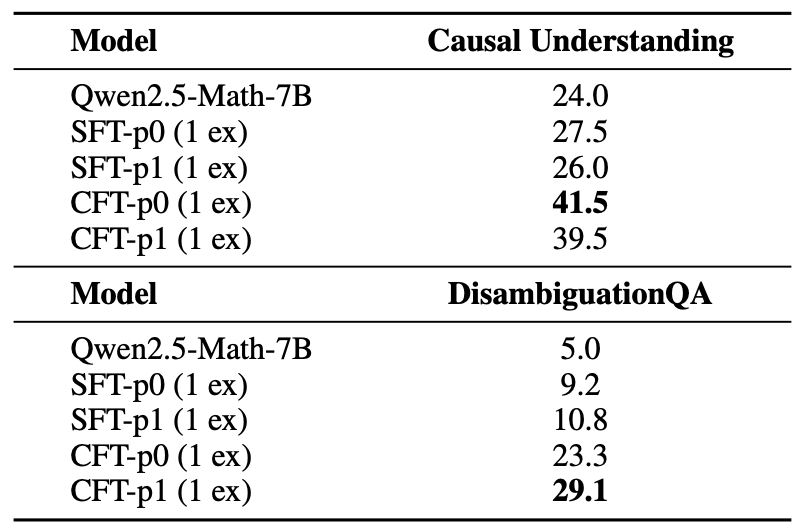 Model Causal Understanding
Qwen2.5-Math-7B 24.0
SFT-p0 (1 ex) 27.5
SFT-p1 (1 ex) 26.0
CFT-p0 (1 ex) 41.5
CFT-p1 (1 ex) 39.5
Model DisambiguationQA
Qwen2.5-Math-7B 5.0
SFT-p0 (1 ex) 9.2
SFT-p1 (1 ex) 10.8
CFT-p0 (1 ex) 23.3
CFT-p1 (1 ex) 29.1